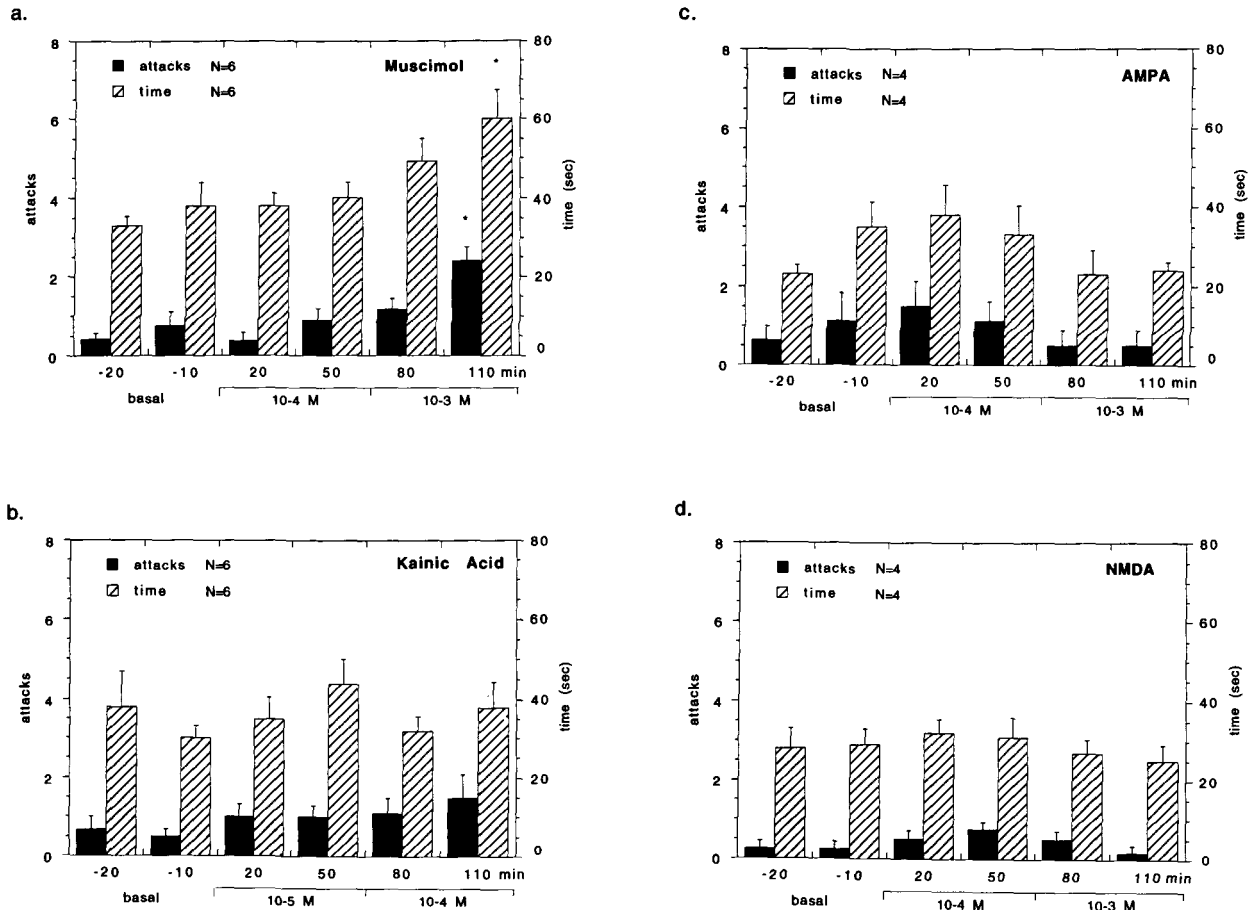 a.
8
6
4
2
0
attacks
attacks N=6
time N=6
Muscimol
*
*
80
60
40
20
0
time (sec)
-20 -10 20 50 80 110 min
basal 10-4 M 10-3 M
b.
8
6
4
2
0
attacks
attacks N=6
time N=6
Kainic Acid
80
60
40
20
0
time (sec)
-20 -10 20 50 80 110 min
basal 10-5 M 10-4 M
c.
8
6
4
2
0
attacks
attacks N=4
time N=4
AMPA
80
60
40
20
0
time (sec)
-20 -10 20 50 80 110 min
basal 10-4 M 10-3 M
d.
8
6
4
2
0
attacks
attacks N=4
time N=4
NMDA
80
60
40
20
0
time (sec)
-20 -10 20 50 80 110 min
basal 10-4 M 10-3 M